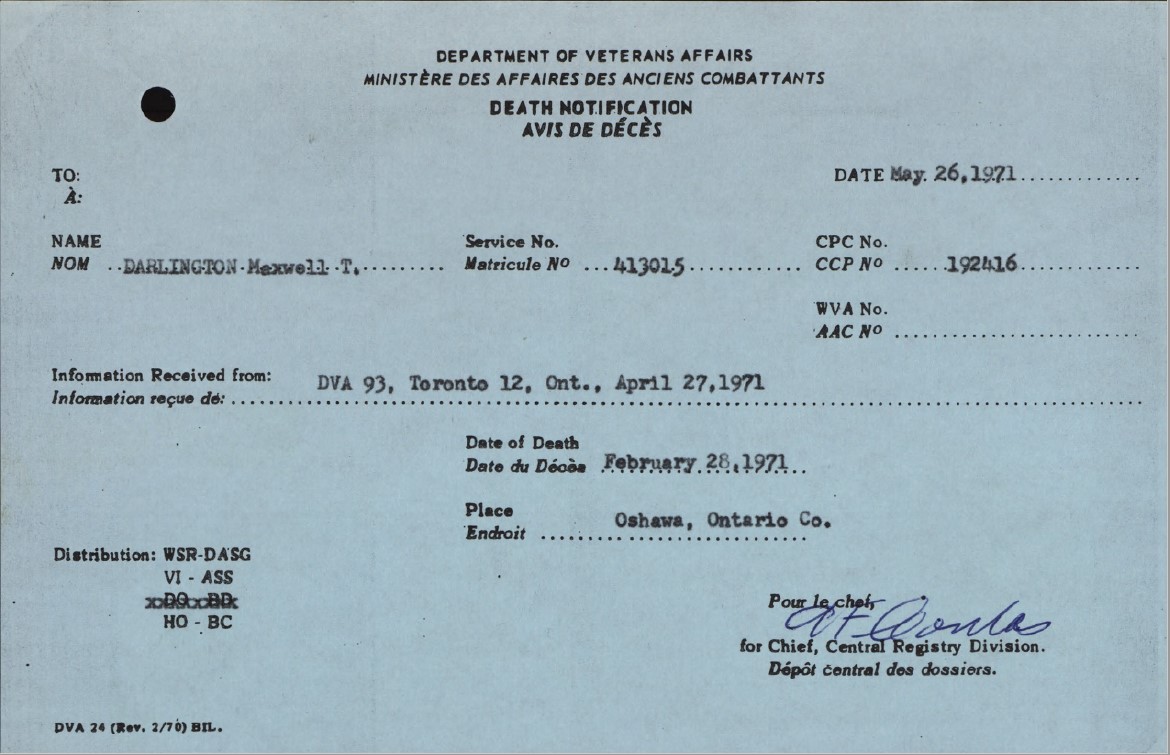 DEPARTMENT OF VETERANS AFFAIRS
MINISTÈRE DES AFFAIRES DES ANCIENS COMBATTANTS
DEATH NOTIFICATION
AVIS DE DÉCÈS
TO:
À:
DATE May 26,1971
NAME
NOM DARLINGTON Maxwell T.
Service No.
Matricule No 413015
CPC No.
CCP No 192416
WVA No.
AAC No
Information Received from: DVA 93, Toronto 12, Ont., April 27,1971
Information reçue de:
Date of Death
Date du Décès February 28,1971
Place
Endroit Oshawa, Ontario Co.
Distribution: WSR-DASG
VI - ASS
DO BD
HO - BC
Pour le chef,
for Chief, Central Registry Division.
Dépôt central des dossiers.
DVA 24 (Rev. 2/70) BIL.